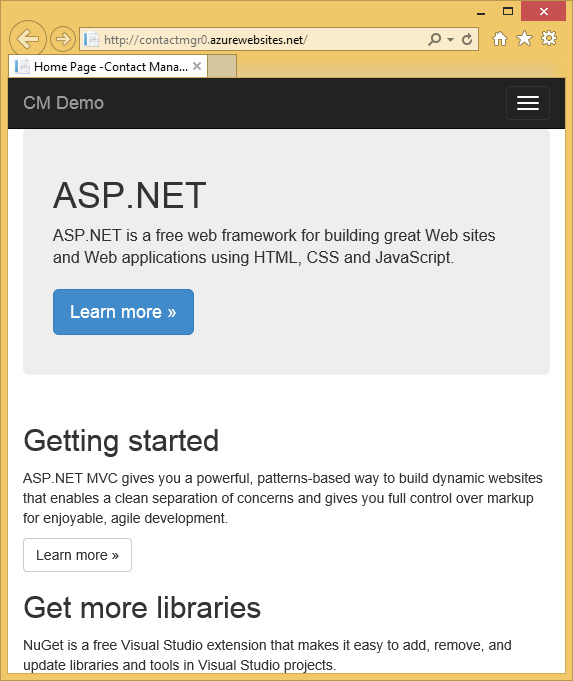 http://contactmgr0.azurewebsites.net/
Home Page -Contact Mana...
CM Demo
ASP.NET
ASP.NET is a free web framework for building great Web sites
and Web applications using HTML, CSS and JavaScript.
Learn more »
Getting started
ASP.NET MVC gives you a powerful, patterns-based way to build dynamic websites
that enables a clean separation of concerns and gives you full control over markup
for enjoyable, agile development.
Learn more »
Get more libraries
NuGet is a free Visual Studio extension that makes it easy to add, remove, and
update libraries and tools in Visual Studio projects.